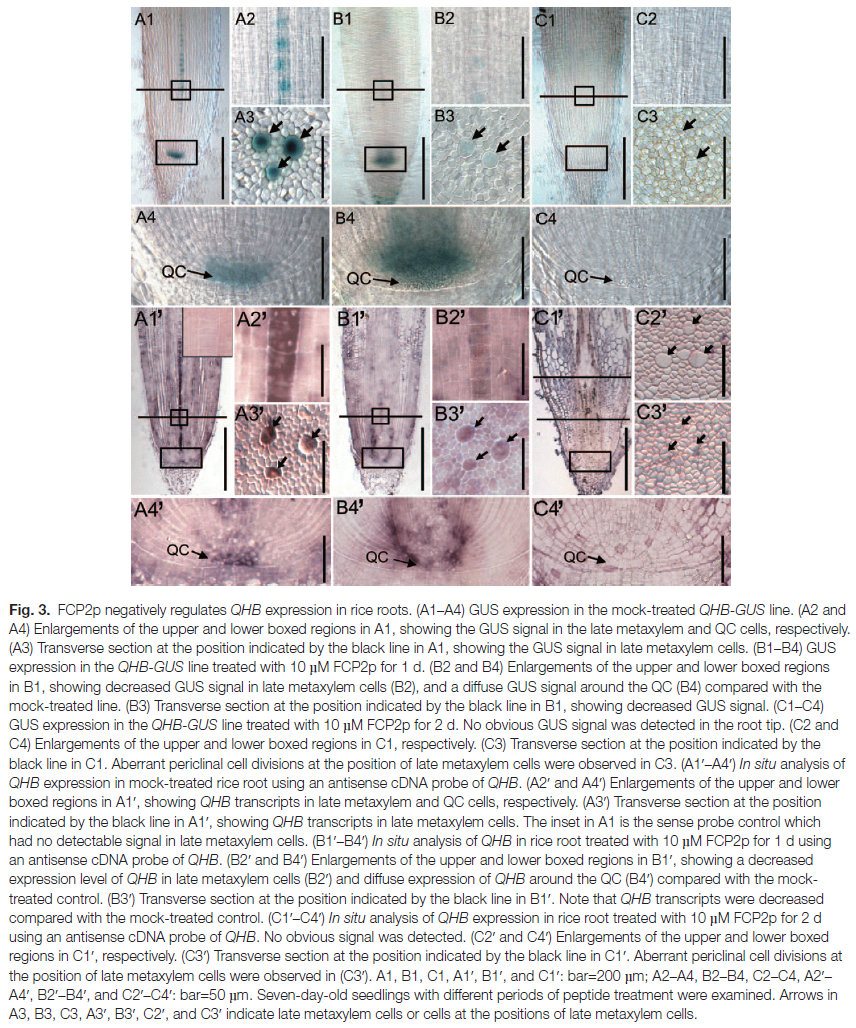 A1 A2 B1 B2 C1 C2
A3 B3 C3
A4 B4 C4
QC QC QC
A1’ A2’ B1’ B2’ C1’ C2’
A3’ B3’ C3’
A4’ B4’ C4’
QC QC QC
Fig. 3. FCP2p negatively regulates QHB expression in rice roots. (A1–A4) GUS expression in the mock-treated QHB-GUS line. (A2 and
A4) Enlargements of the upper and lower boxed regions in A1, showing the GUS signal in the late metaxylem and QC cells, respectively.
(A3) Transverse section at the position indicated by the black line in A1, showing the GUS signal in late metaxylem cells. (B1–B4) GUS
expression in the QHB-GUS line treated with 10 μM FCP2p for 1 d. (B2 and B4) Enlargements of the upper and lower boxed regions
in B1, showing decreased GUS signal in late metaxylem cells (B2), and a diffuse GUS signal around the QC (B4) compared with the
mock-treated line. (B3) Transverse section at the position indicated by the black line in B1, showing decreased GUS signal. (C1–C4)
GUS expression in the QHB-GUS line treated with 10 μM FCP2p for 2 d. No obvious GUS signal was detected in the root tip. (C2 and
C4) Enlargements of the upper and lower boxed regions in C1, respectively. (C3) Transverse section at the position indicated by the
black line in C1. Aberrant periclinal cell divisions at the position of late metaxylem cells were observed in C3. (A1′–A4′) In situ analysis of
QHB expression in mock-treated rice root using an antisense cDNA probe of QHB. (A2′ and A4′) Enlargements of the upper and lower
boxed regions in A1′, showing QHB transcripts in late metaxylem and QC cells, respectively. (A3′) Transverse section at the position
indicated by the black line in A1′, showing QHB transcripts in late metaxylem cells. The inset in A1 is the sense probe control which
had no detectable signal in late metaxylem cells. (B1′–B4′) In situ analysis of QHB in rice root treated with 10 μM FCP2p for 1 d using
an antisense cDNA probe of QHB. (B2′ and B4′) Enlargements of the upper and lower boxed regions in B1′, showing a decreased
expression level of QHB in late metaxylem cells (B2′) and diffuse expression of QHB around the QC (B4′) compared with the mock-
treated control. (B3′) Transverse section at the position indicated by the black line in B1′. Note that QHB transcripts were decreased
compared with the mock-treated control. (C1′–C4′) In situ analysis of QHB expression in rice root treated with 10 μM FCP2p for 2 d
using an antisense cDNA probe of QHB. No obvious signal was detected. (C2′ and C4′) Enlargements of the upper and lower boxed
regions in C1′, respectively. (C3′) Transverse section at the position indicated by the black line in C1′. Aberrant periclinal cell divisions at
the position of late metaxylem cells were observed in (C3′). A1, B1, C1, A1′, B1′, and C1′: bar=200 μm; A2–A4, B2–B4, C2–C4, A2′–
A4′, B2′–B4′, and C2′–C4′: bar=50 μm. Seven-day-old seedlings with different periods of peptide treatment were examined. Arrows in
A3, B3, C3, A3′, B3′, C2′, and C3′ indicate late metaxylem cells or cells at the positions of late metaxylem cells.